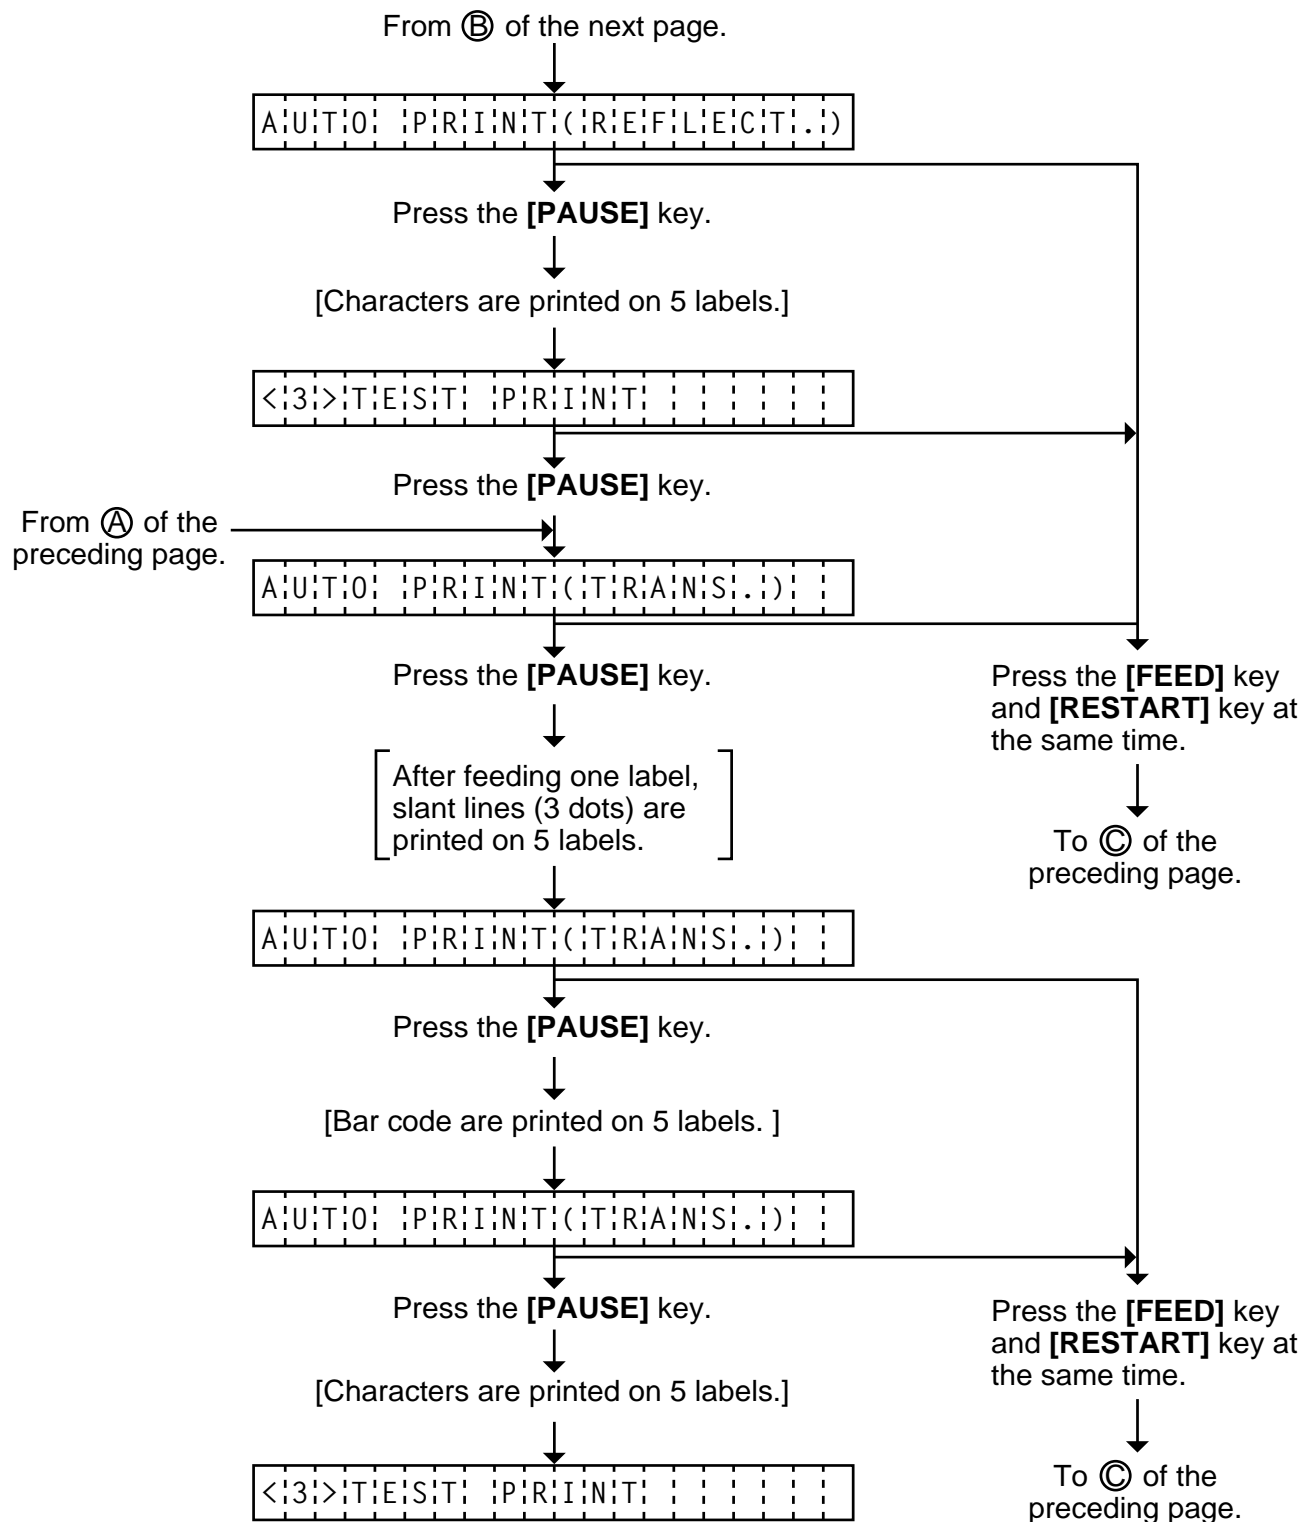 From Ⓑ of the next page.
AUTO PRINT(REFLECT.)
Press the [PAUSE] key.
[Characters are printed on 5 labels.]
<3>TEST PRINT
Press the [PAUSE] key.
From Ⓐ of the
preceding page.
AUTO PRINT(TRANS.)
Press the [PAUSE] key.
Press the [FEED] key
and [RESTART] key at
the same time.
After feeding one label,
slant lines (3 dots) are
printed on 5 labels.
To Ⓒ of the
preceding page.
AUTO PRINT(TRANS.)
Press the [PAUSE] key.
[Bar code are printed on 5 labels. ]
AUTO PRINT(TRANS.)
Press the [PAUSE] key.
Press the [FEED] key
and [RESTART] key at
the same time.
[Characters are printed on 5 labels.]
<3>TEST PRINT
To Ⓒ of the
preceding page.